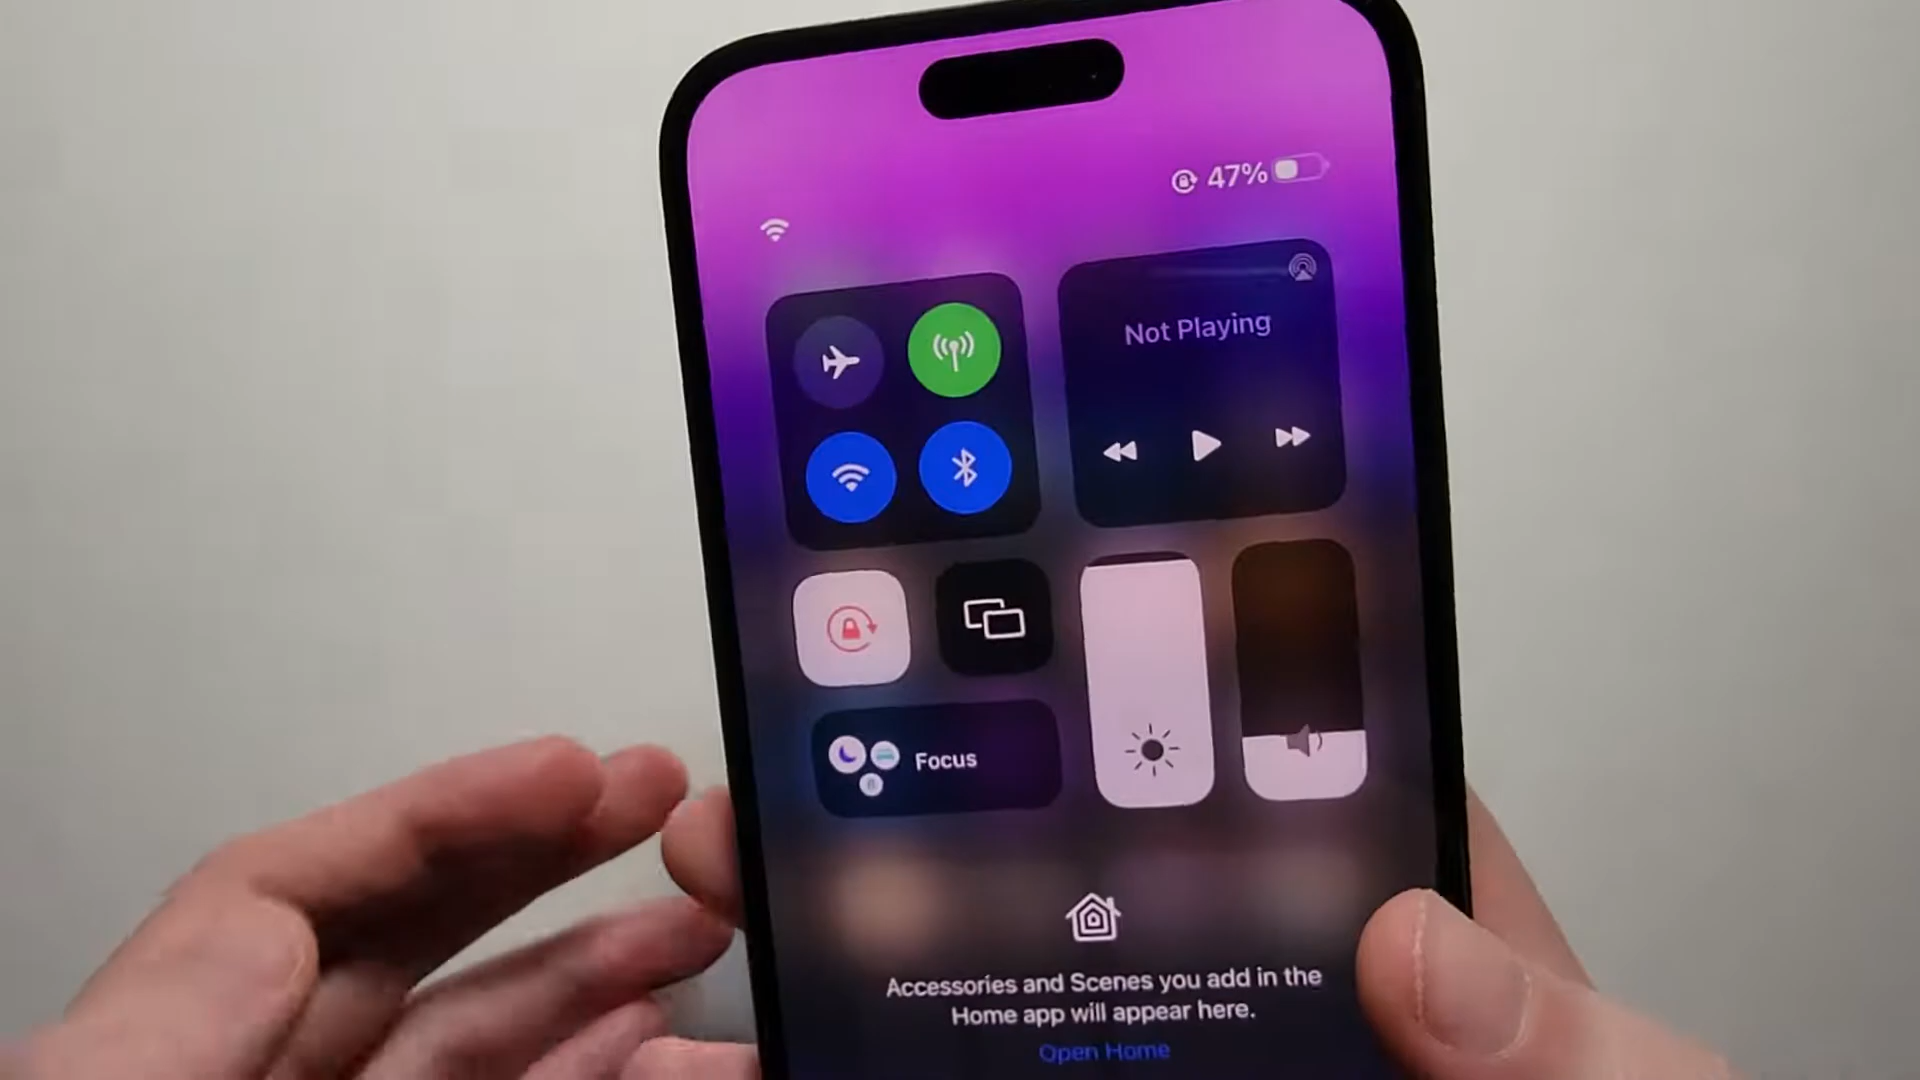 47%
Not Playing
Focus
Accessories and Scenes you add in the
Home app will appear here.
Open Home